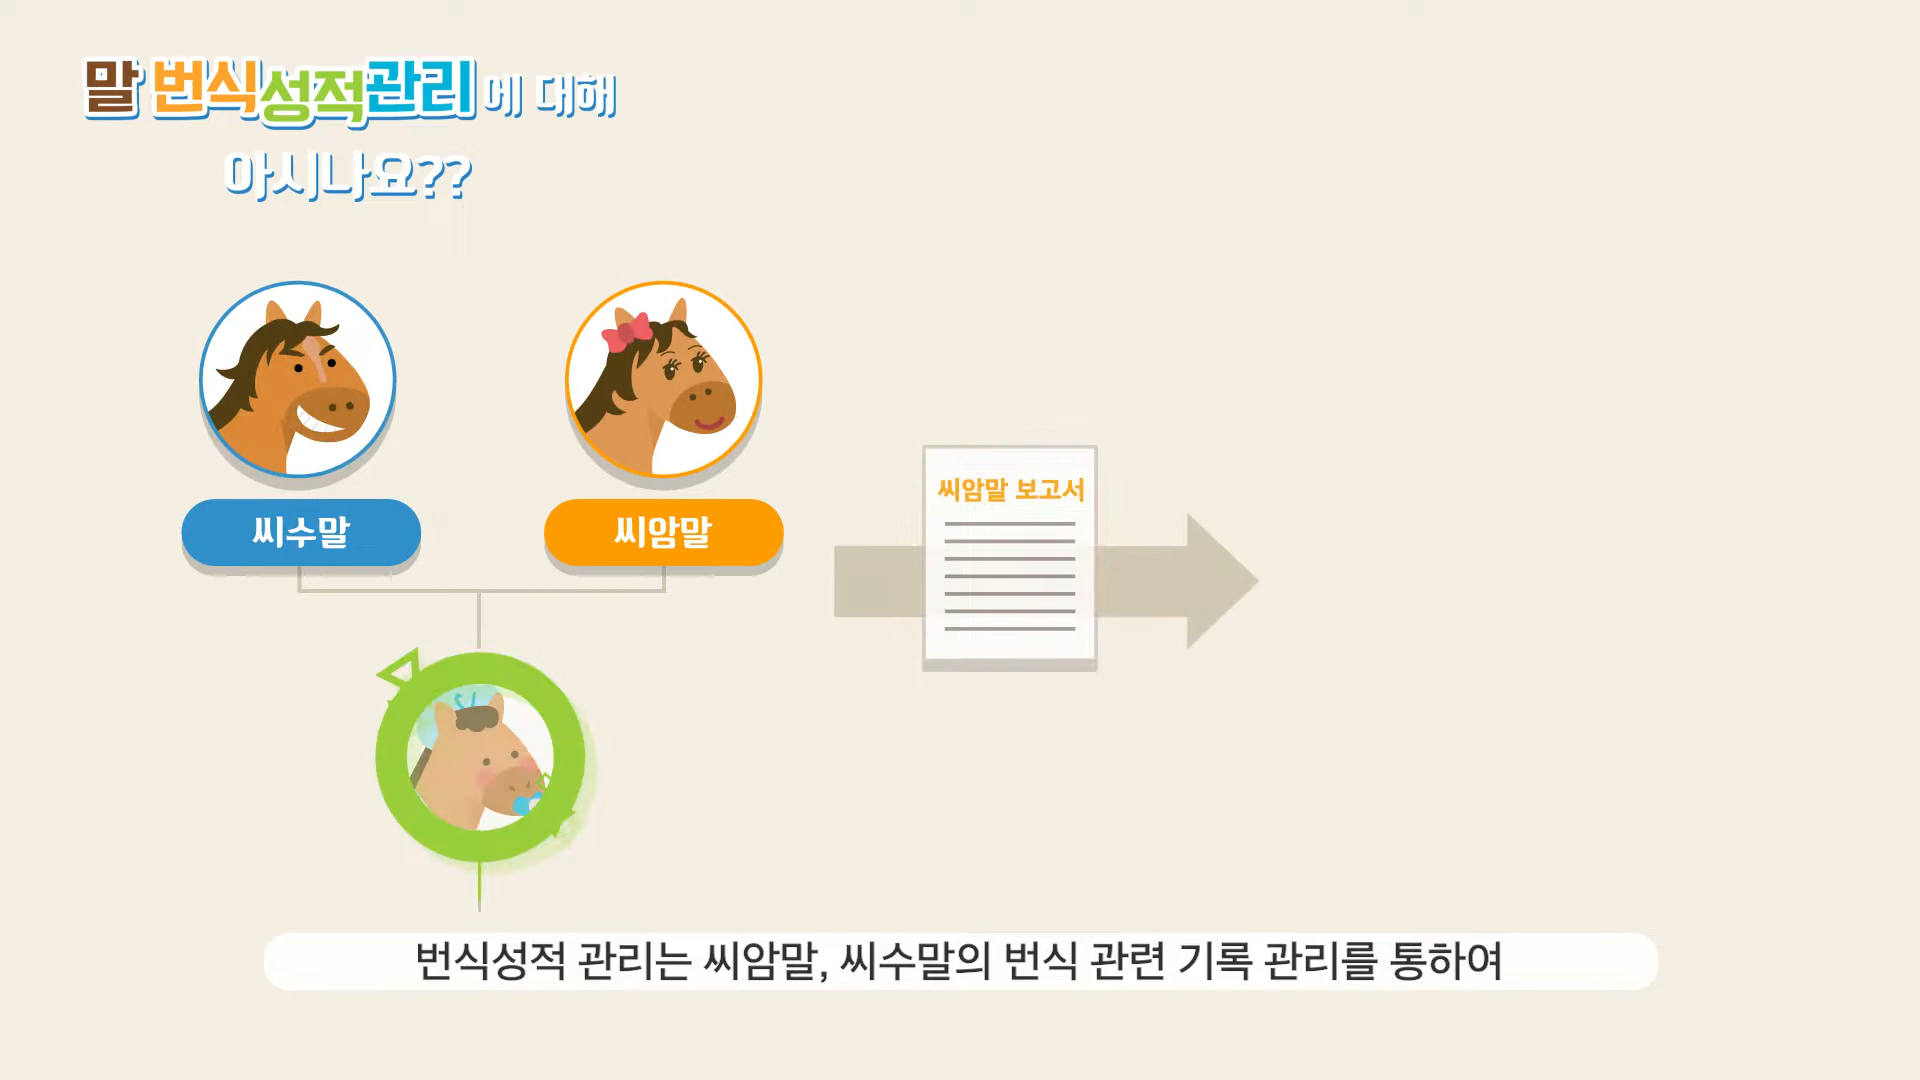 말 번식성적관리에 대해
아시나요??
씨수말
씨암말
씨암말 보고서
번식성적 관리는 씨암말, 씨수말의 번식 관련 기록 관리를 통하여